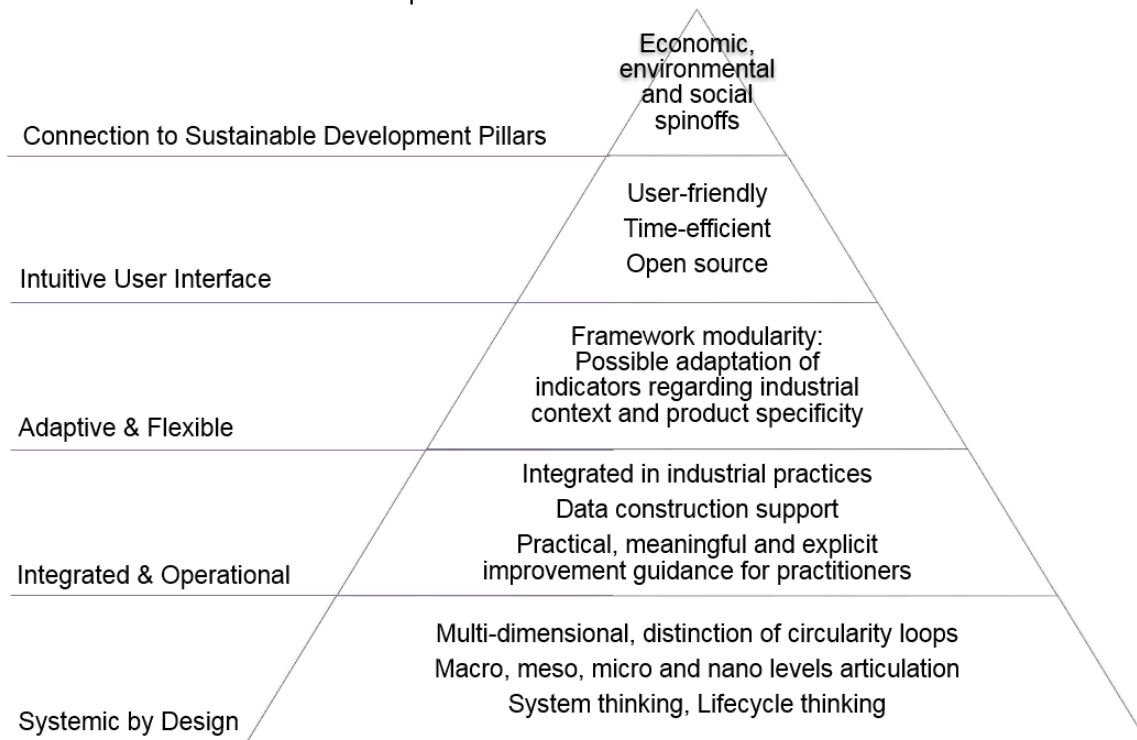 Economic,
environmental
and social
spinoffs
Connection to Sustainable Development Pillars
User-friendly
Time-efficient
Open source
Intuitive User Interface
Framework modularity:
Possible adaptation of
indicators regarding industrial
context and product specificity
Adaptive & Flexible
Integrated in industrial practices
Data construction support
Practical, meaningful and explicit
improvement guidance for practitioners
Integrated & Operational
Multi-dimensional, distinction of circularity loops
Macro, meso, micro and nano levels articulation
System thinking, Lifecycle thinking
Systemic by Design